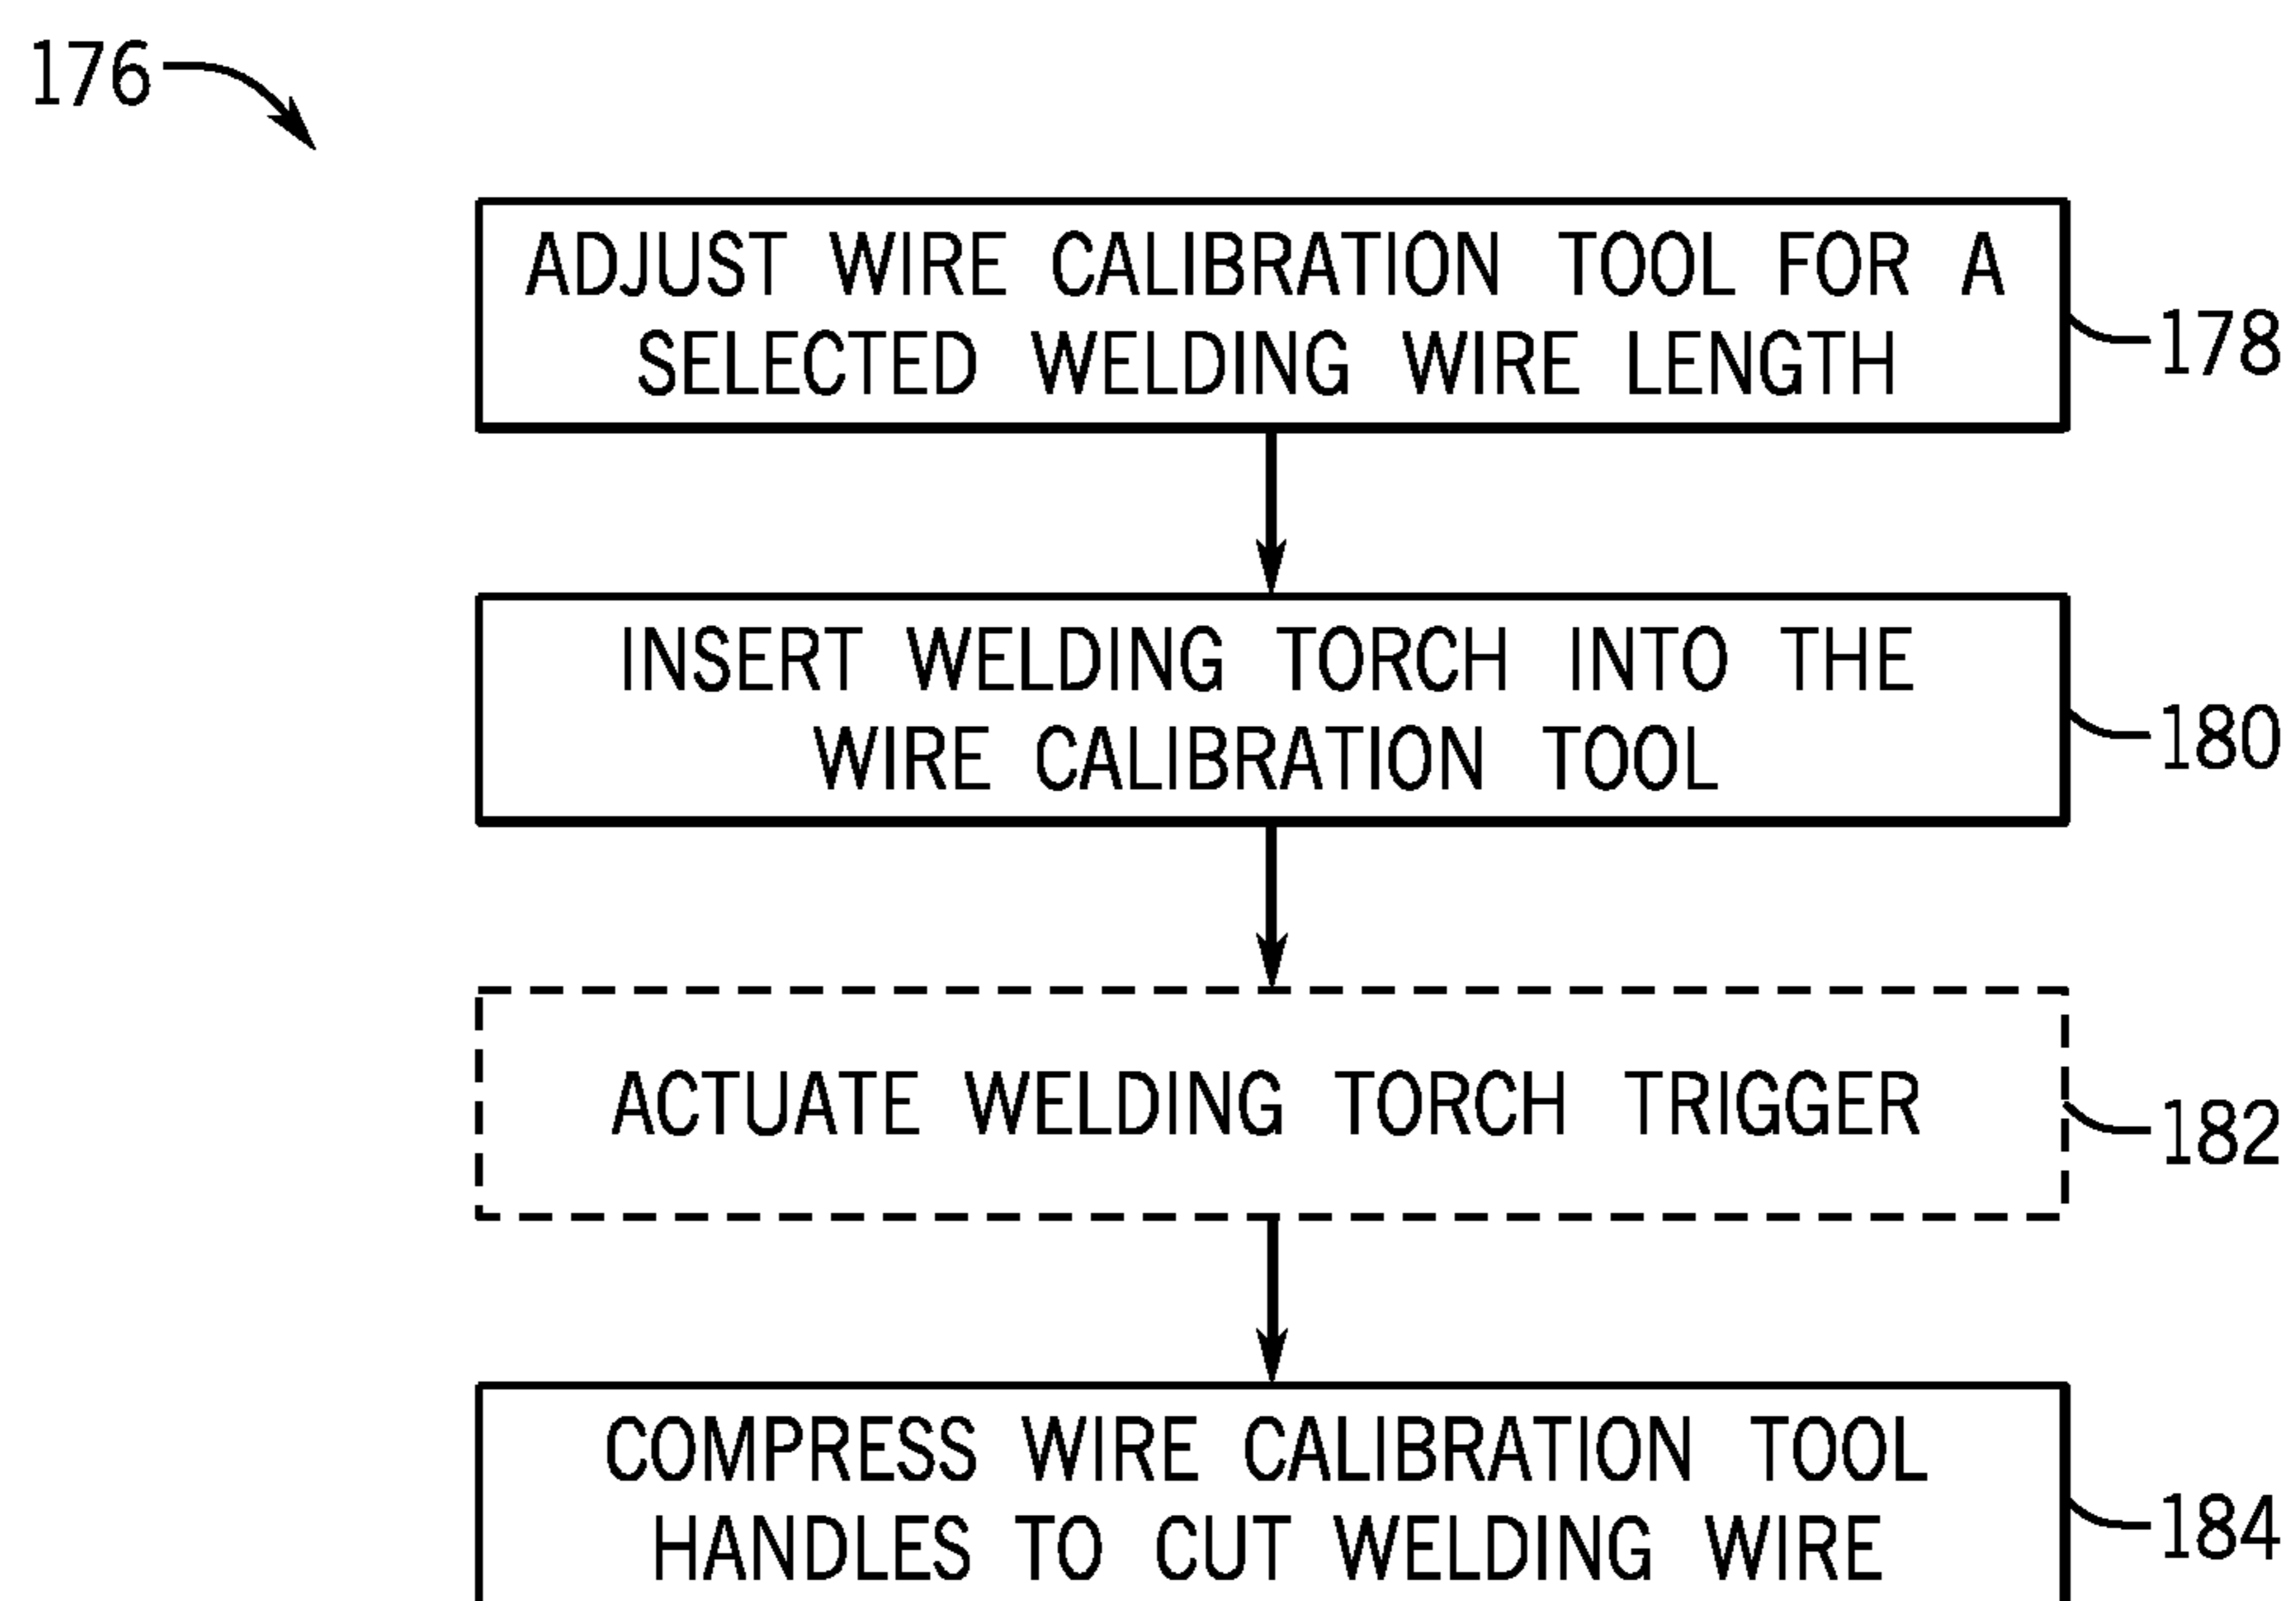 176
ADJUST WIRE CALIBRATION TOOL FOR A
SELECTED WELDING WIRE LENGTH
178
INSERT WELDING TORCH INTO THE
WIRE CALIBRATION TOOL
180
ACTUATE WELDING TORCH TRIGGER
182
COMPRESS WIRE CALIBRATION TOOL
HANDLES TO CUT WELDING WIRE
184